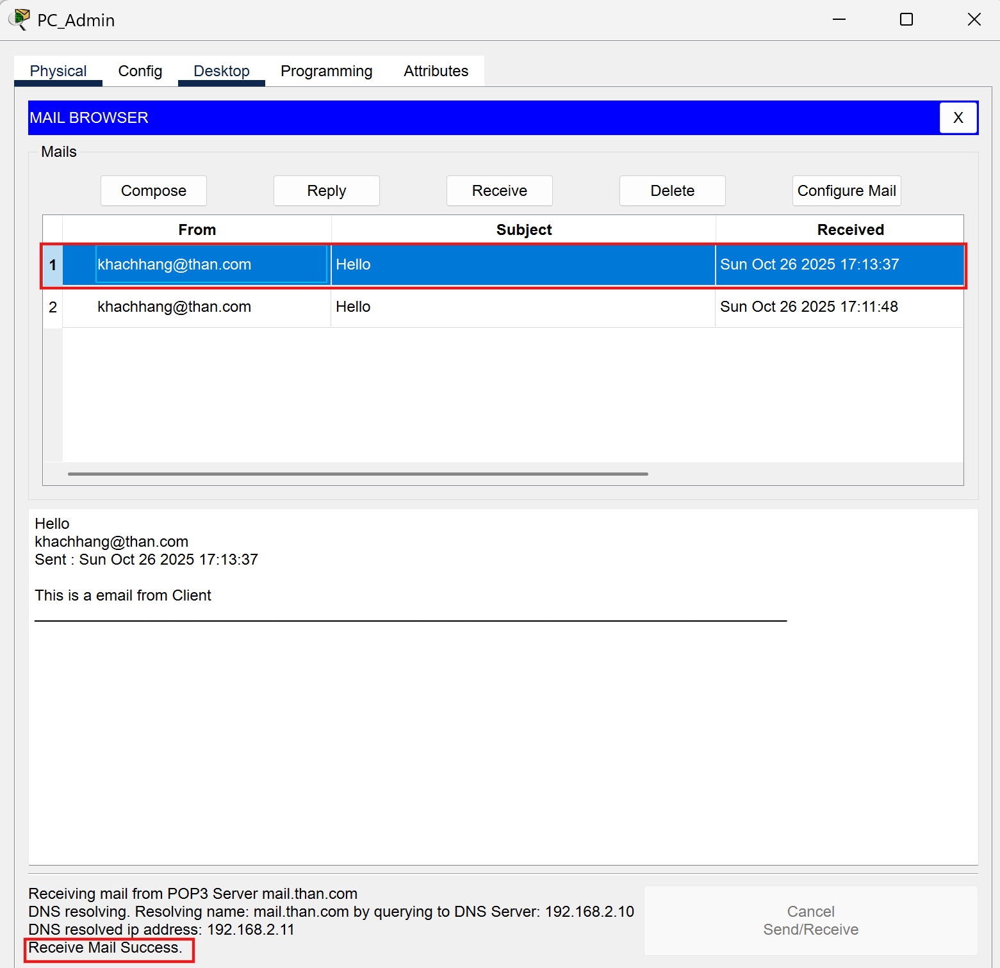 PC_Admin
Physical Config Desktop Programming Attributes
MAIL BROWSER X
Mails
Compose Reply Receive Delete Configure Mail
From Subject Received
1 khachhang@than.com Hello Sun Oct 26 2025 17:13:37
2 khachhang@than.com Hello Sun Oct 26 2025 17:11:48
Hello
khachhang@than.com
Sent : Sun Oct 26 2025 17:13:37
This is a email from Client
Receiving mail from POP3 Server mail.than.com
DNS resolving. Resolving name: mail.than.com by querying to DNS Server: 192.168.2.10
DNS resolved ip address: 192.168.2.11
Receive Mail Success.
Cancel
Send/Receive